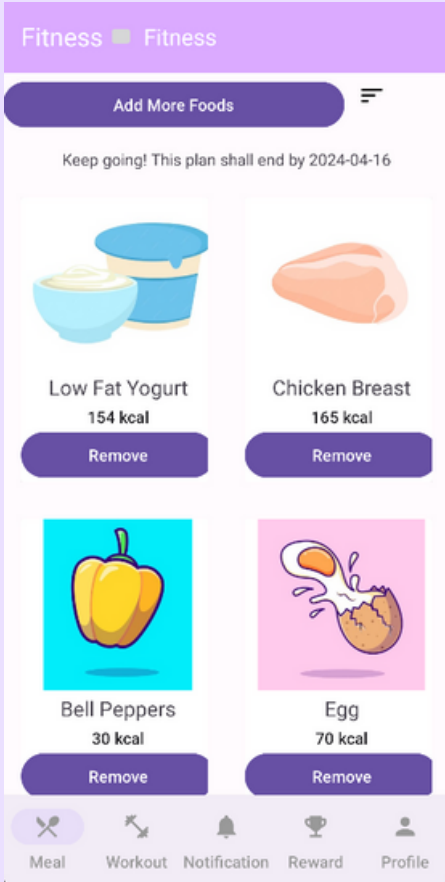 Fitness Fitness
Add More Foods
Keep going! This plan shall end by 2024-04-16
Low Fat Yogurt Chicken Breast
154 kcal 165 kcal
Remove Remove
Bell Peppers Egg
30 kcal 70 kcal
Remove Remove
Meal Workout Notification Reward Profile